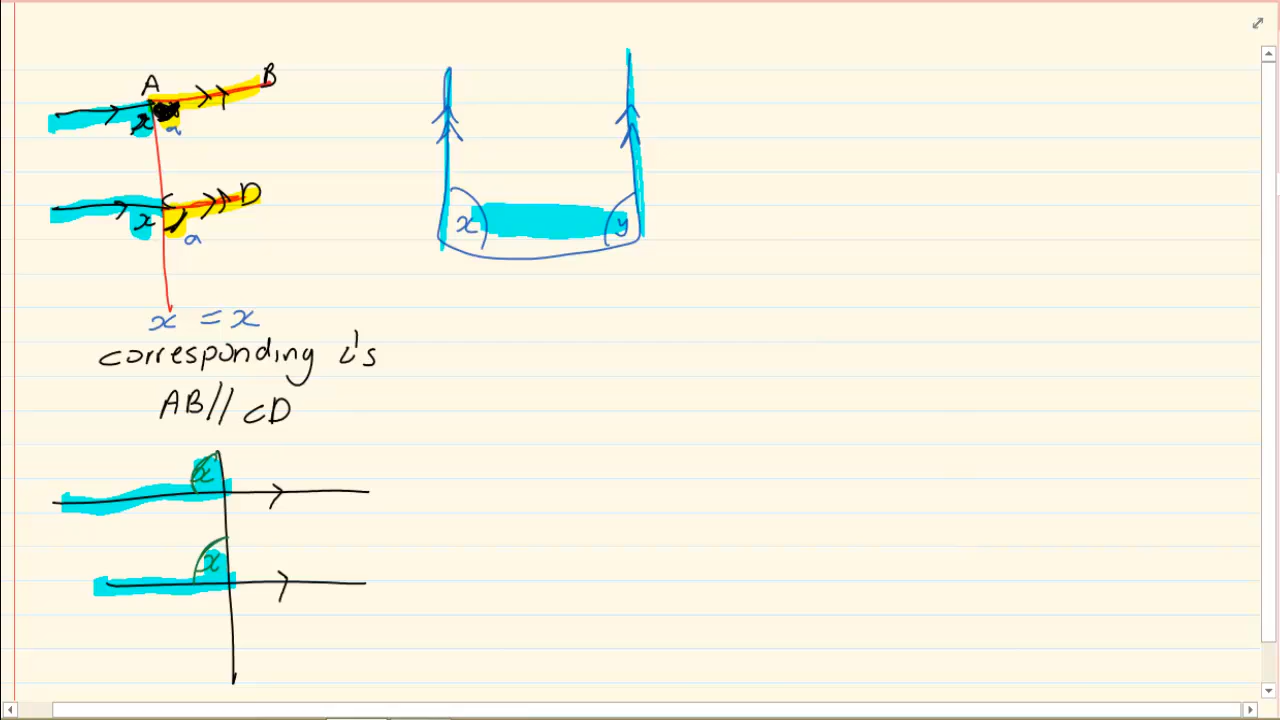 A B
x a
C D
x a
x = x
corresponding ∠'s
AB // CD
x
x
x y